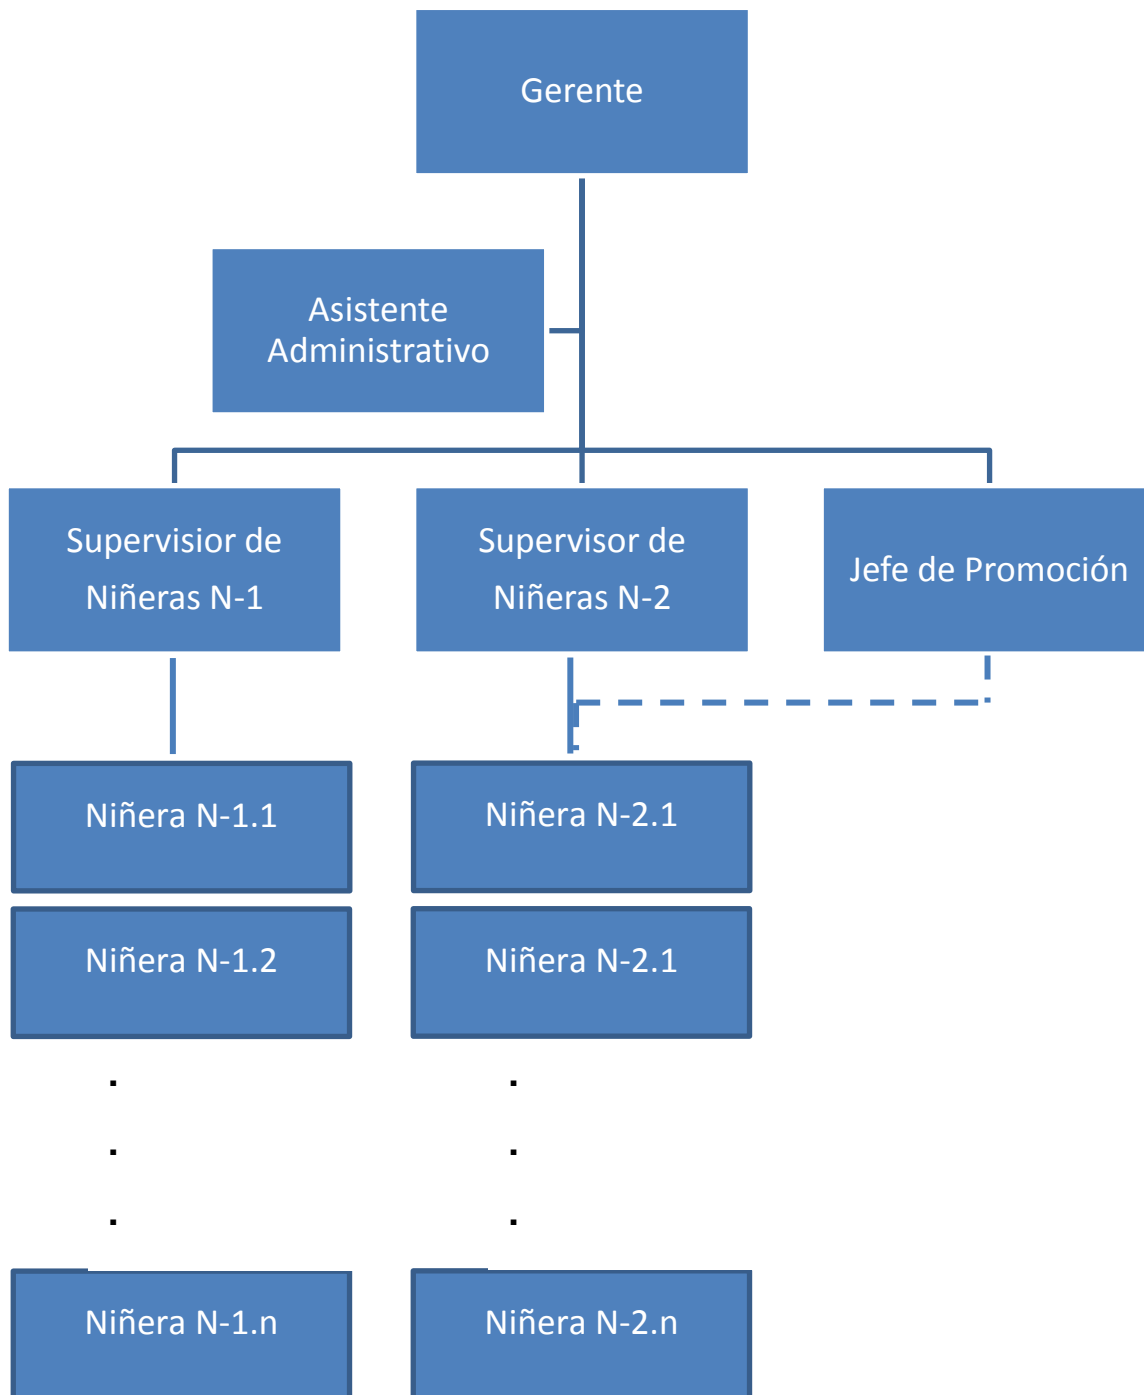 Gerente
Asistente
Administrativo
Supervisior de
Niñeras N-1
Supervisor de
Niñeras N-2
Jefe de Promoción
Niñera N-1.1
Niñera N-2.1
Niñera N-1.2
Niñera N-2.1
.
.
.
.
.
.
Niñera N-1.n
Niñera N-2.n